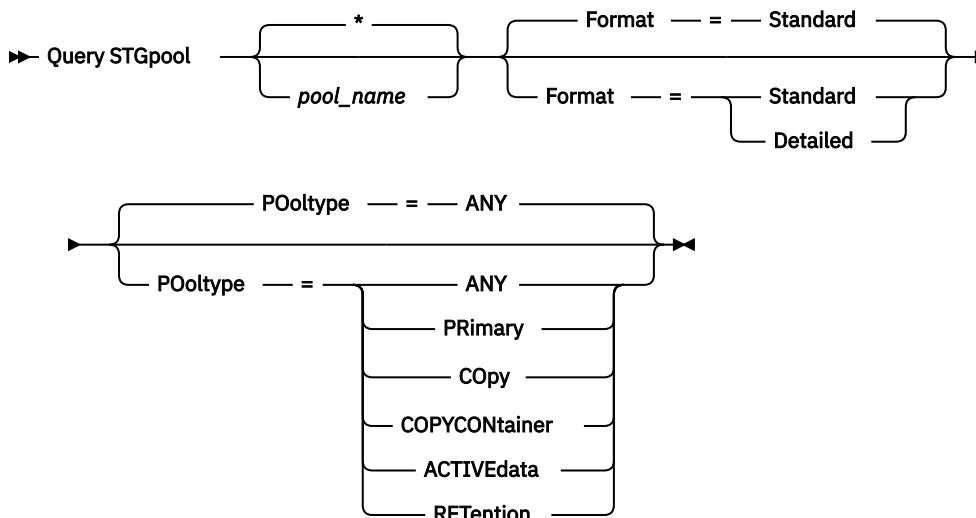 *
Format = Standard
Query STGpool
pool_name
Format = Standard
Detailed
POoltype = ANY
POoltype = ANY
PRimary
COpy
COPYCONtainer
ACTIVEdata
RETention